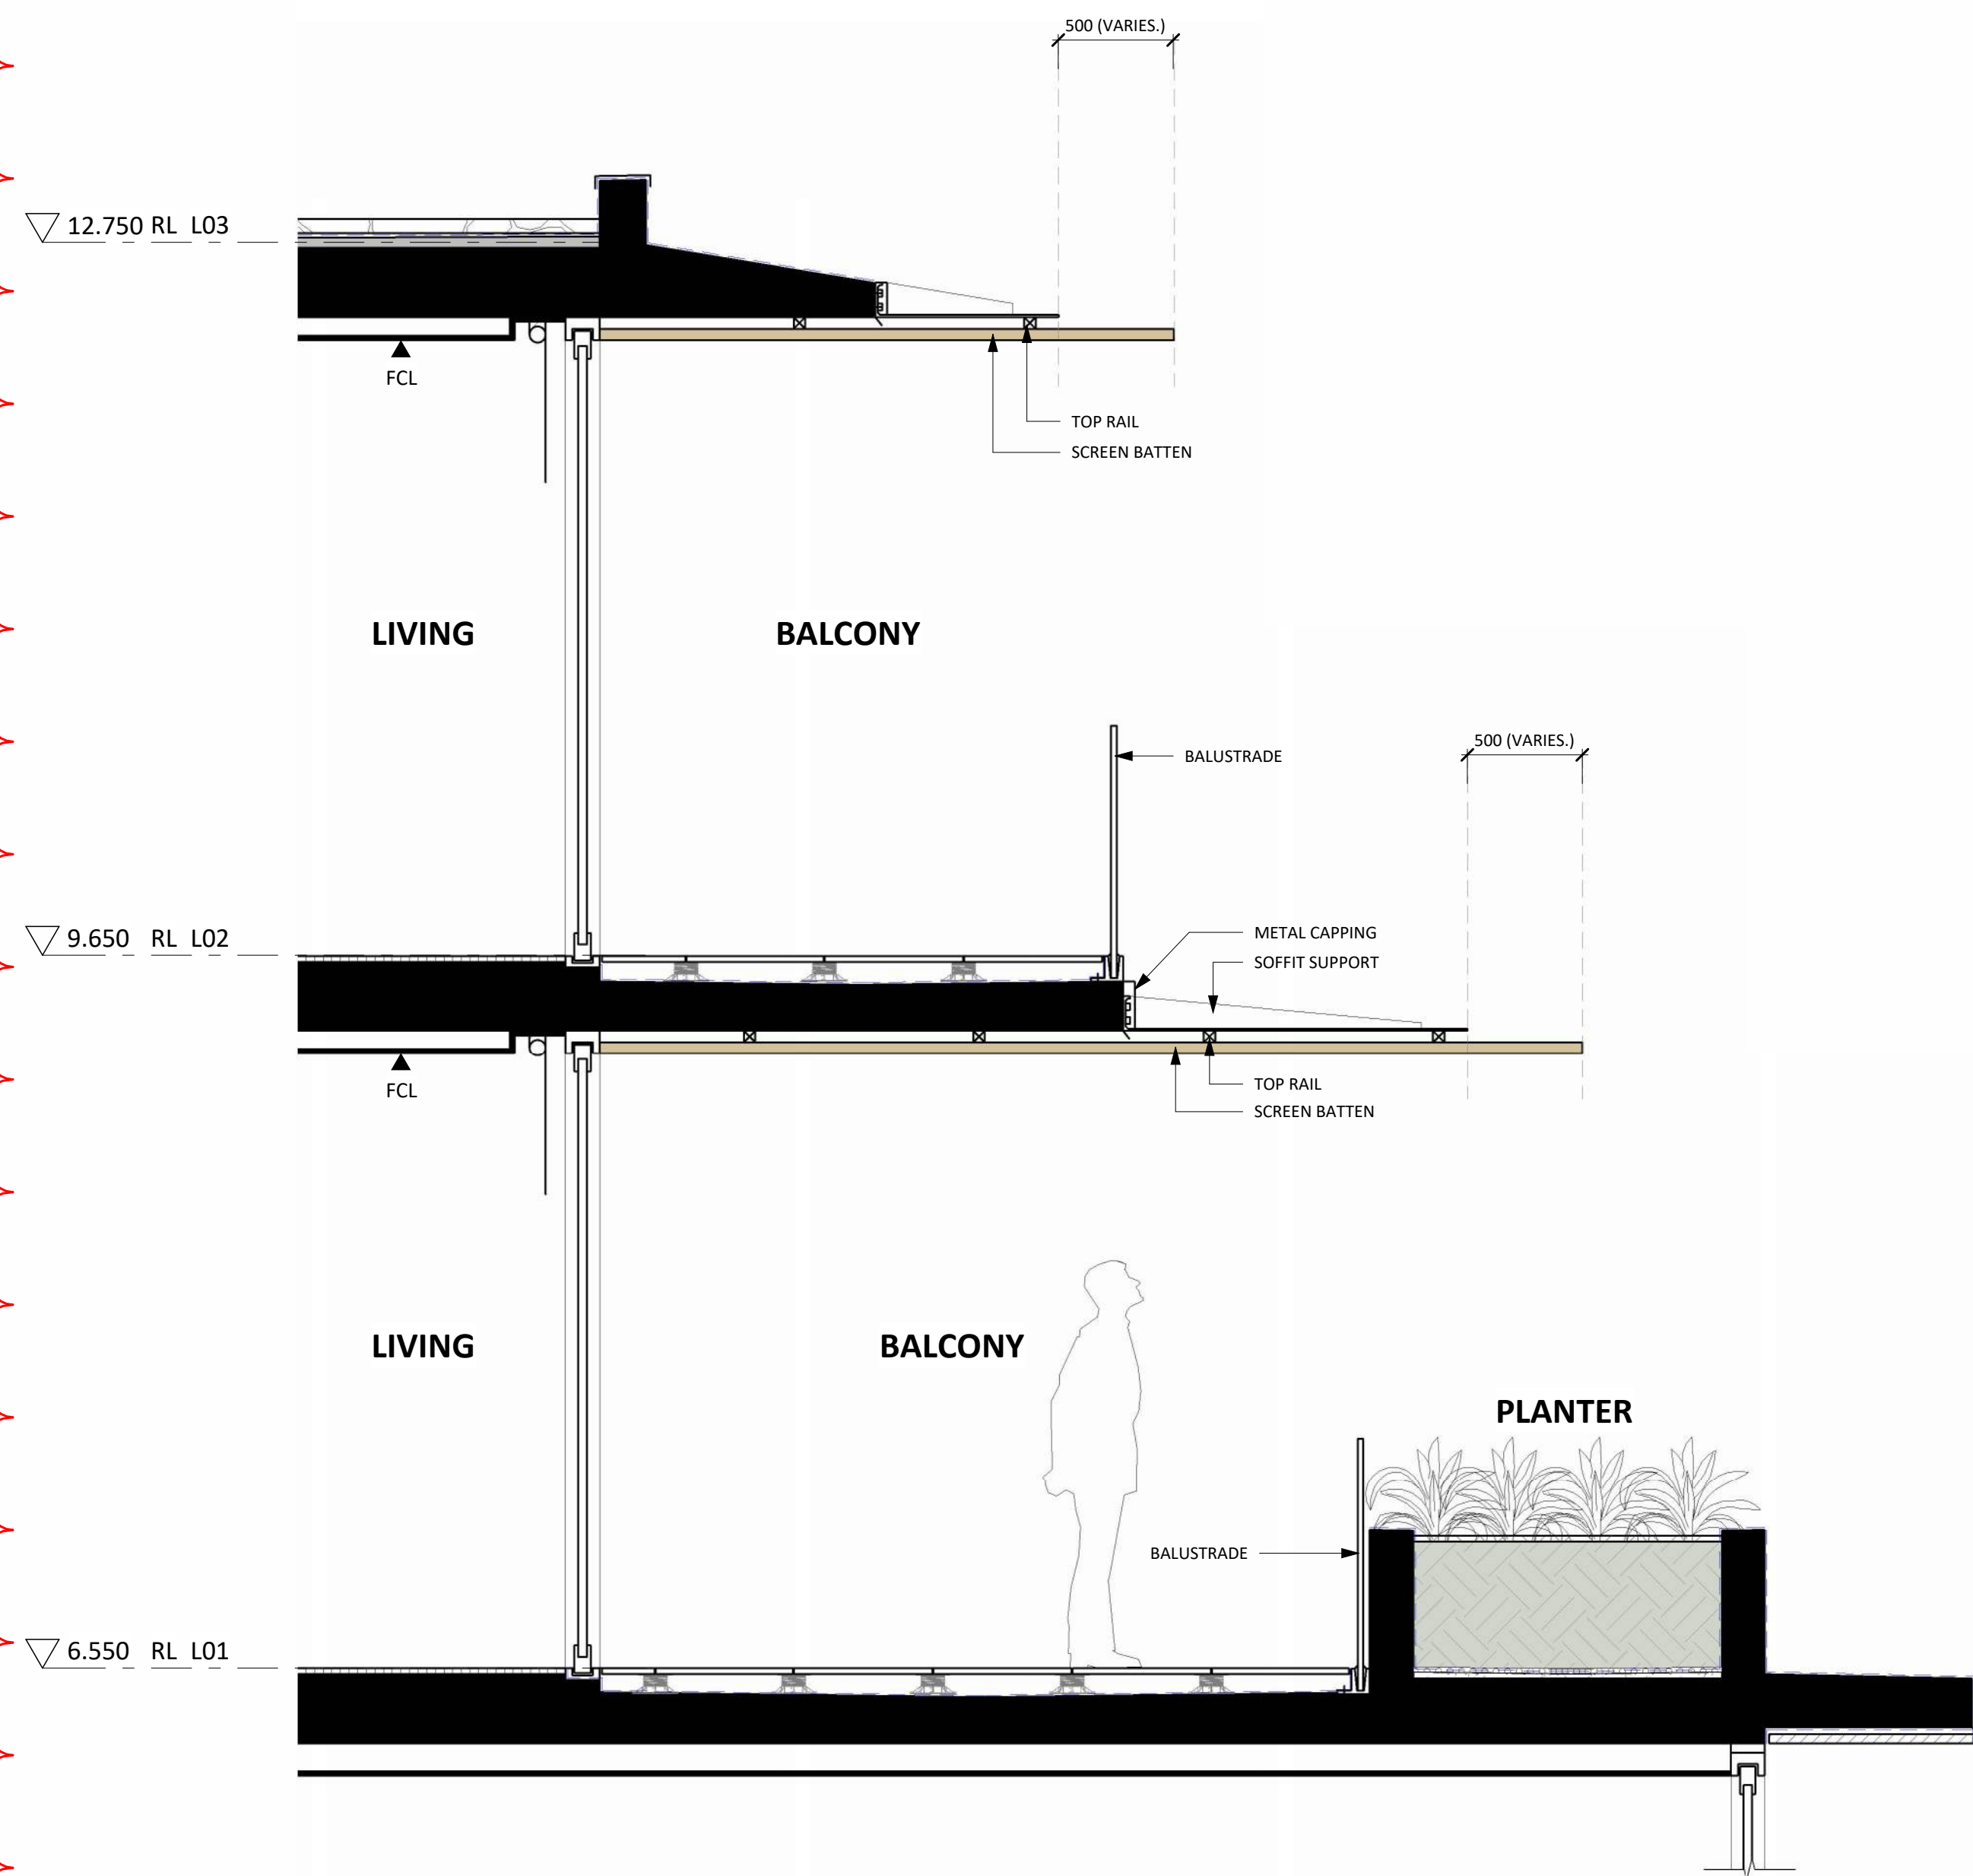 500 (VARIES.)
12.750 RL L03
FCL
TOP RAIL
SCREEN BATTEN
LIVING
BALCONY
500 (VARIES.)
BALUSTRADE
9.650 RL L02
METAL CAPPING
SOFFIT SUPPORT
FCL
TOP RAIL
SCREEN BATTEN
LIVING
BALCONY
PLANTER
BALUSTRADE
6.550 RL L01